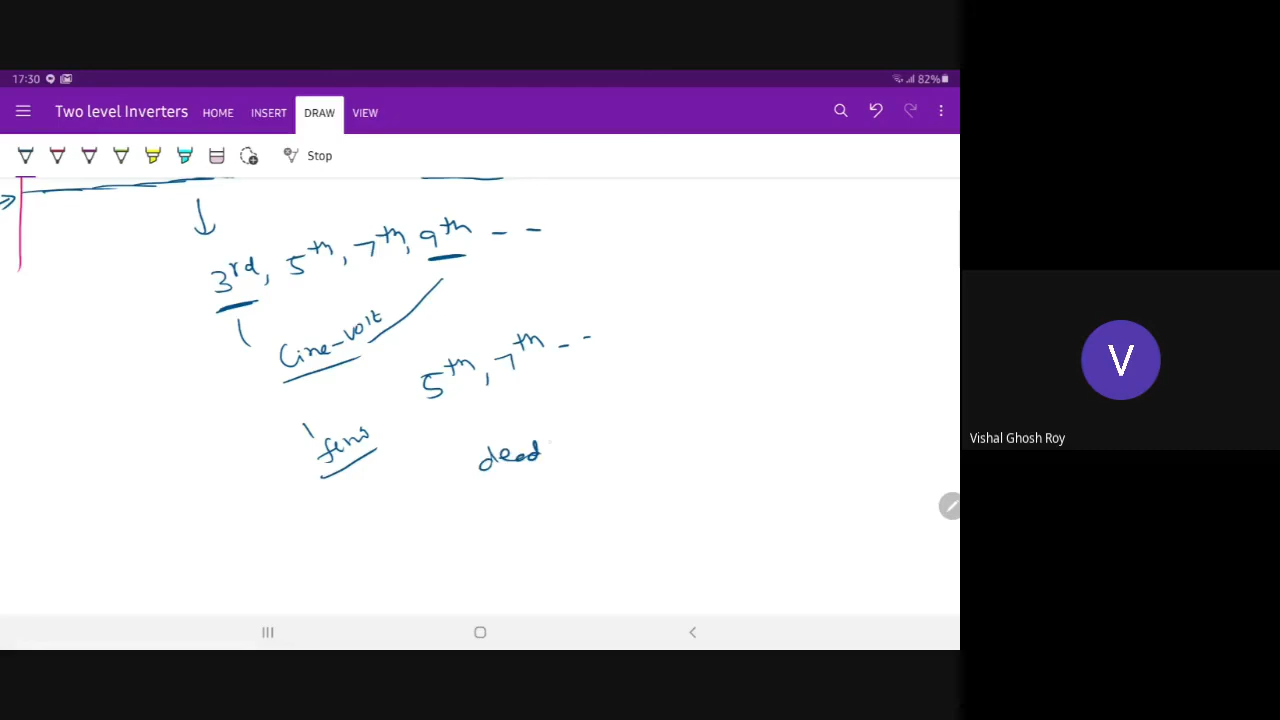 17:30 82%
Two level Inverters HOME INSERT DRAW VIEW
Stop
3rd, 5th, 7th, 9th - -
Line-Volt
5th, 7th - -
dead
V
Vishal Ghosh Roy